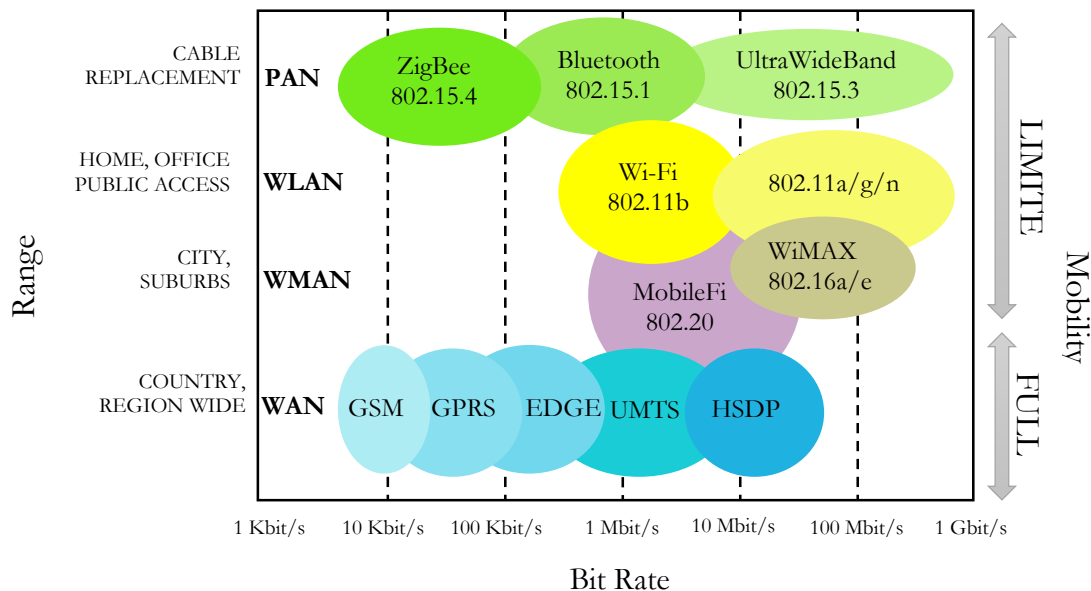 CABLE
REPLACEMENT
PAN
ZigBee
802.15.4
Bluetooth
802.15.1
UltraWideBand
802.15.3
HOME, OFFICE
PUBLIC ACCESS
WLAN
Wi-Fi
802.11b
802.11a/g/n
CITY,
SUBURBS
WMAN
MobileFi
802.20
WiMAX
802.16a/e
COUNTRY,
REGION WIDE
WAN
GSM
GPRS
EDGE
UMTS
HSDP
Range
LIMITE
FULL
Mobility
1 Kbit/s
10 Kbit/s
100 Kbit/s
1 Mbit/s
10 Mbit/s
100 Mbit/s
1 Gbit/s
Bit Rate